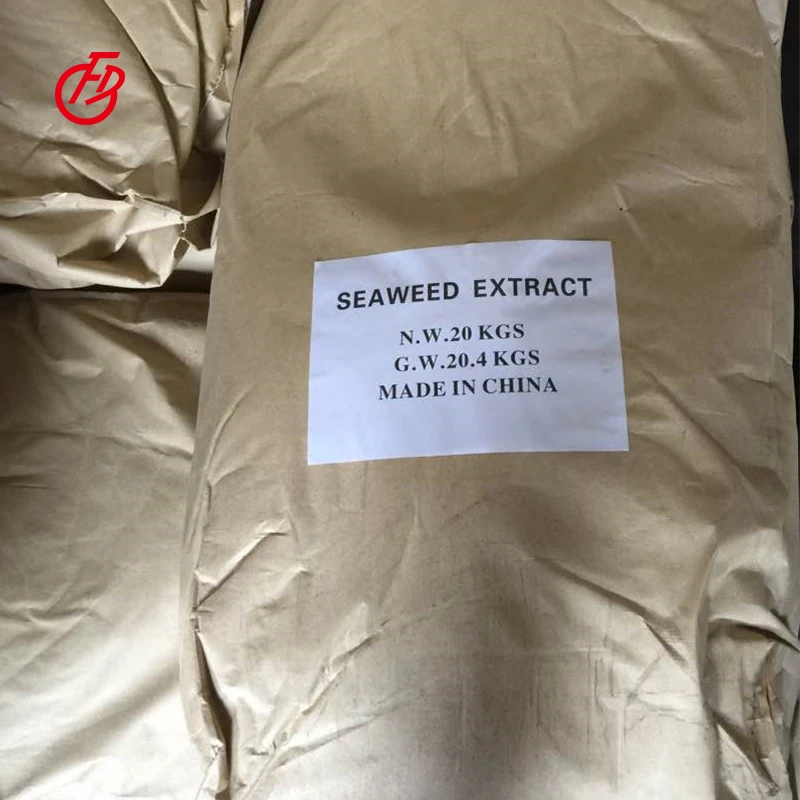 SEAWEED EXTRACT
N.W.20 KGS
G.W.20.4 KGS
MADE IN CHINA